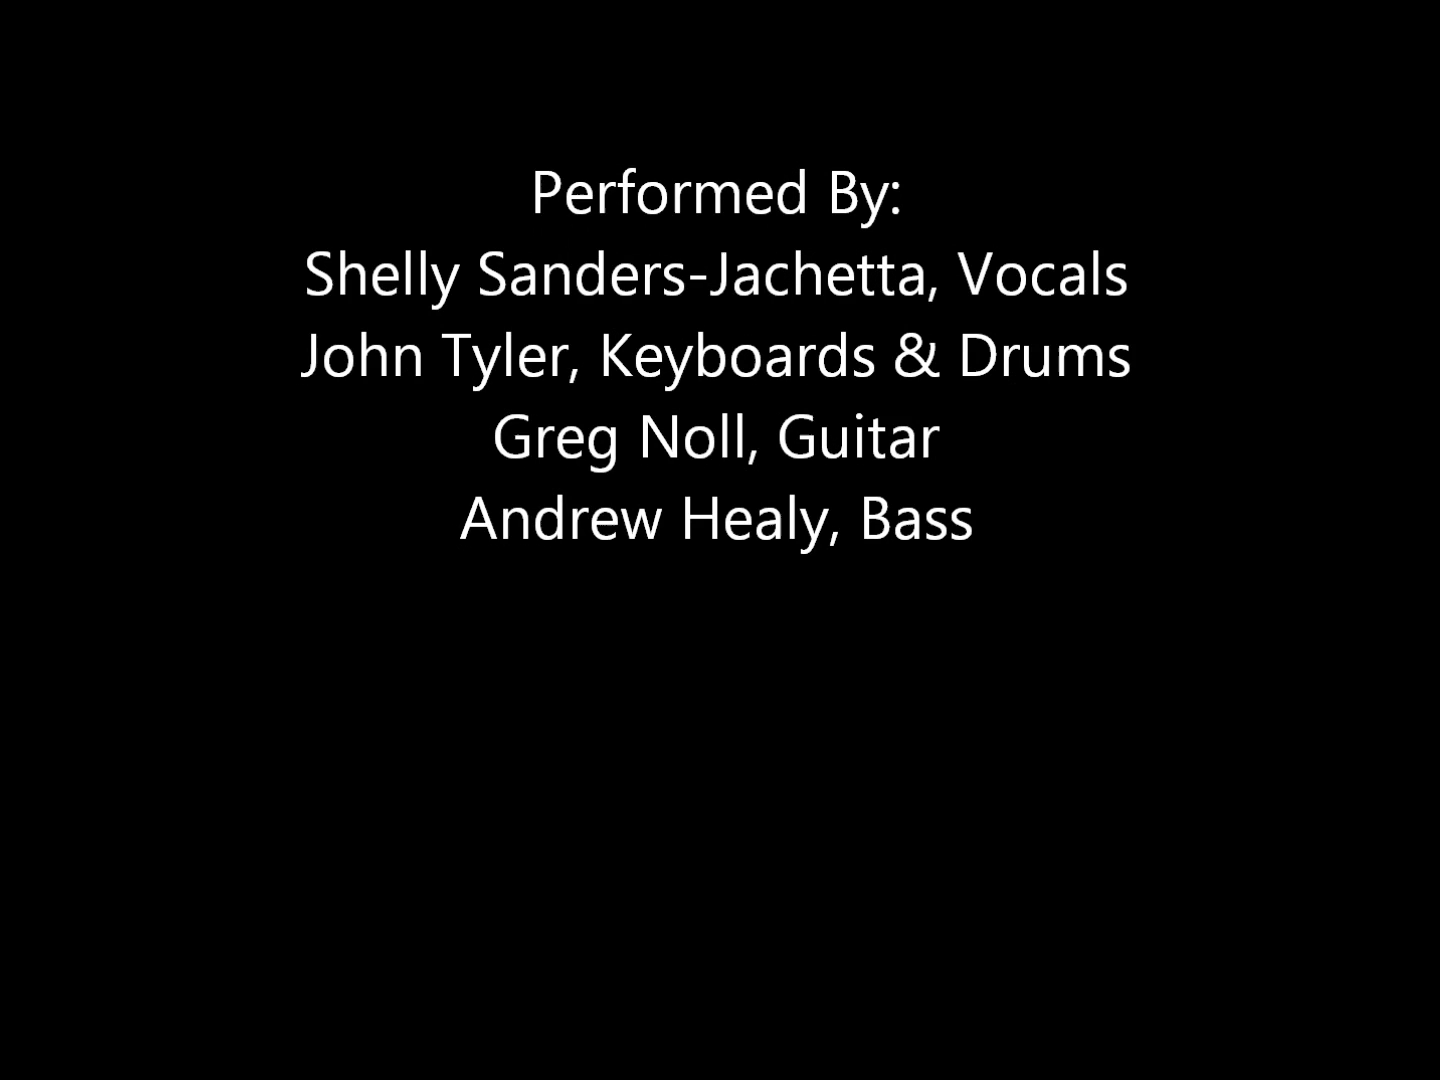 Performed By:
Shelly Sanders-Jachetta, Vocals
John Tyler, Keyboards & Drums
Greg Noll, Guitar
Andrew Healy, Bass